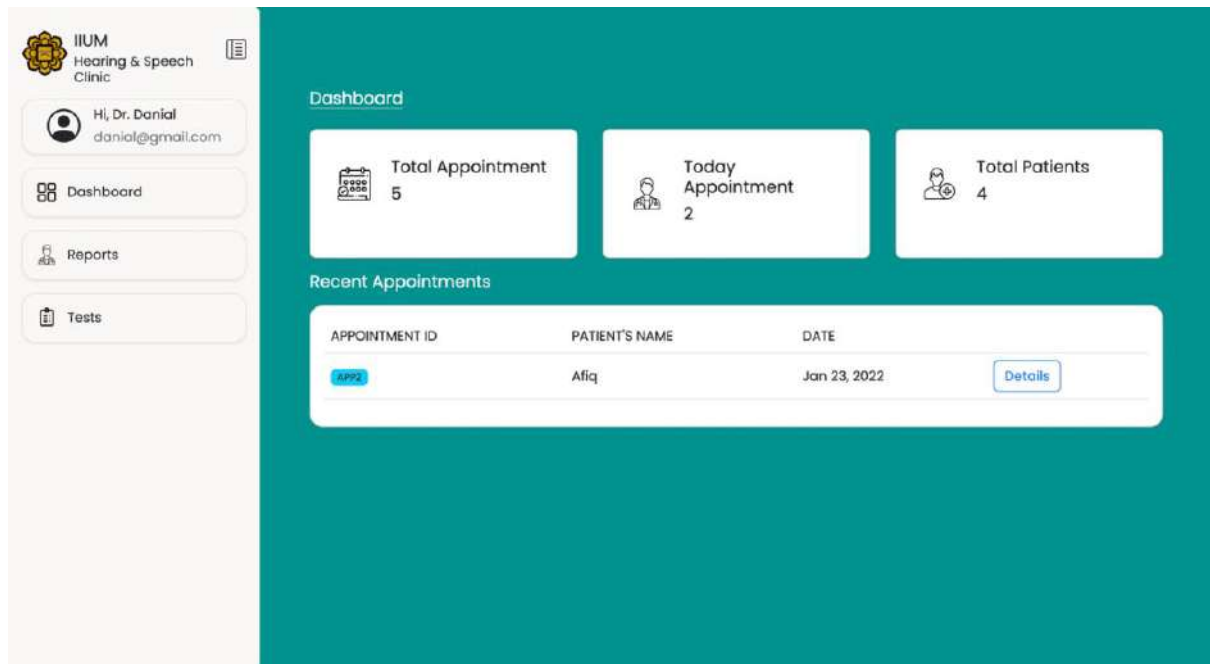 IIUM
Hearing & Speech
Clinic
Hi, Dr. Danial
danial@gmail.com
Dashboard
Reports
Tests
Dashboard
Total Appointment
5
Today
Appointment
2
Total Patients
4
Recent Appointments
APPOINTMENT ID PATIENT'S NAME DATE
APP2 Afiq Jan 23, 2022 Details